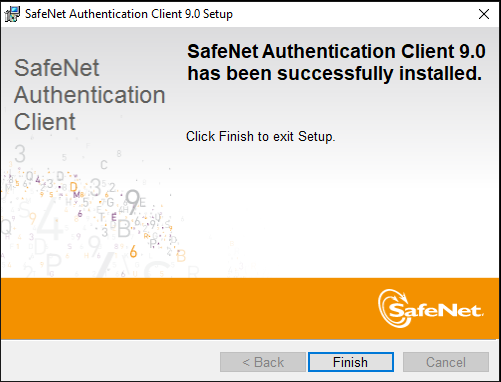 SafeNet Authentication Client 9.0 Setup
SafeNet Authentication Client 9.0
has been successfully installed.
SafeNet
Authentication
Client
Click Finish to exit Setup.
SafeNet.
< Back
Finish
Cancel